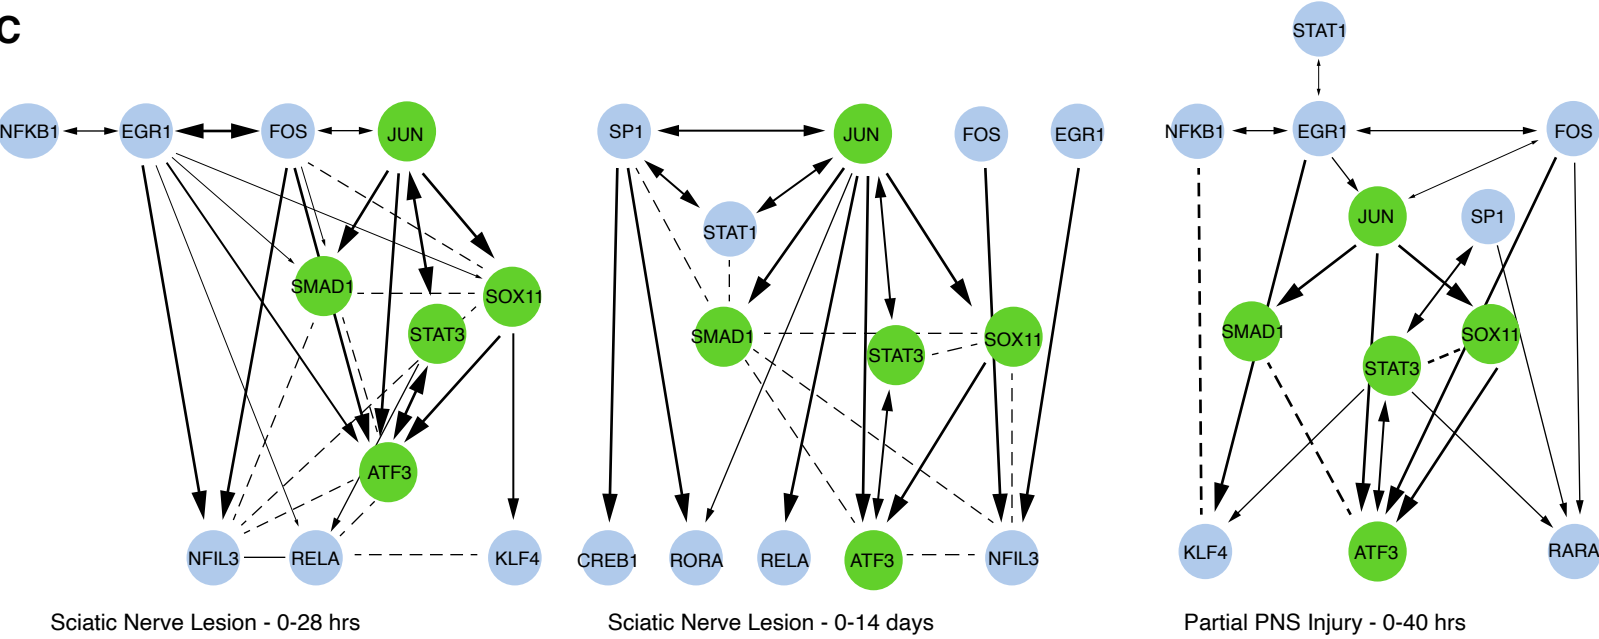 C
STAT1
NFKB1 EGR1 FOS JUN
SMAD1 SOX11
STAT3
ATF3
NFIL3 RELA KLF4
Sciatic Nerve Lesion - 0-28 hrs
SP1 JUN FOS EGR1
STAT1
SMAD1 STAT3 SOX11
CREB1 RORA RELA ATF3 NFIL3
Sciatic Nerve Lesion - 0-14 days
NFKB1 EGR1 FOS
JUN SP1
SMAD1 STAT3 SOX11
KLF4 ATF3 RARA
Partial PNS Injury - 0-40 hrs